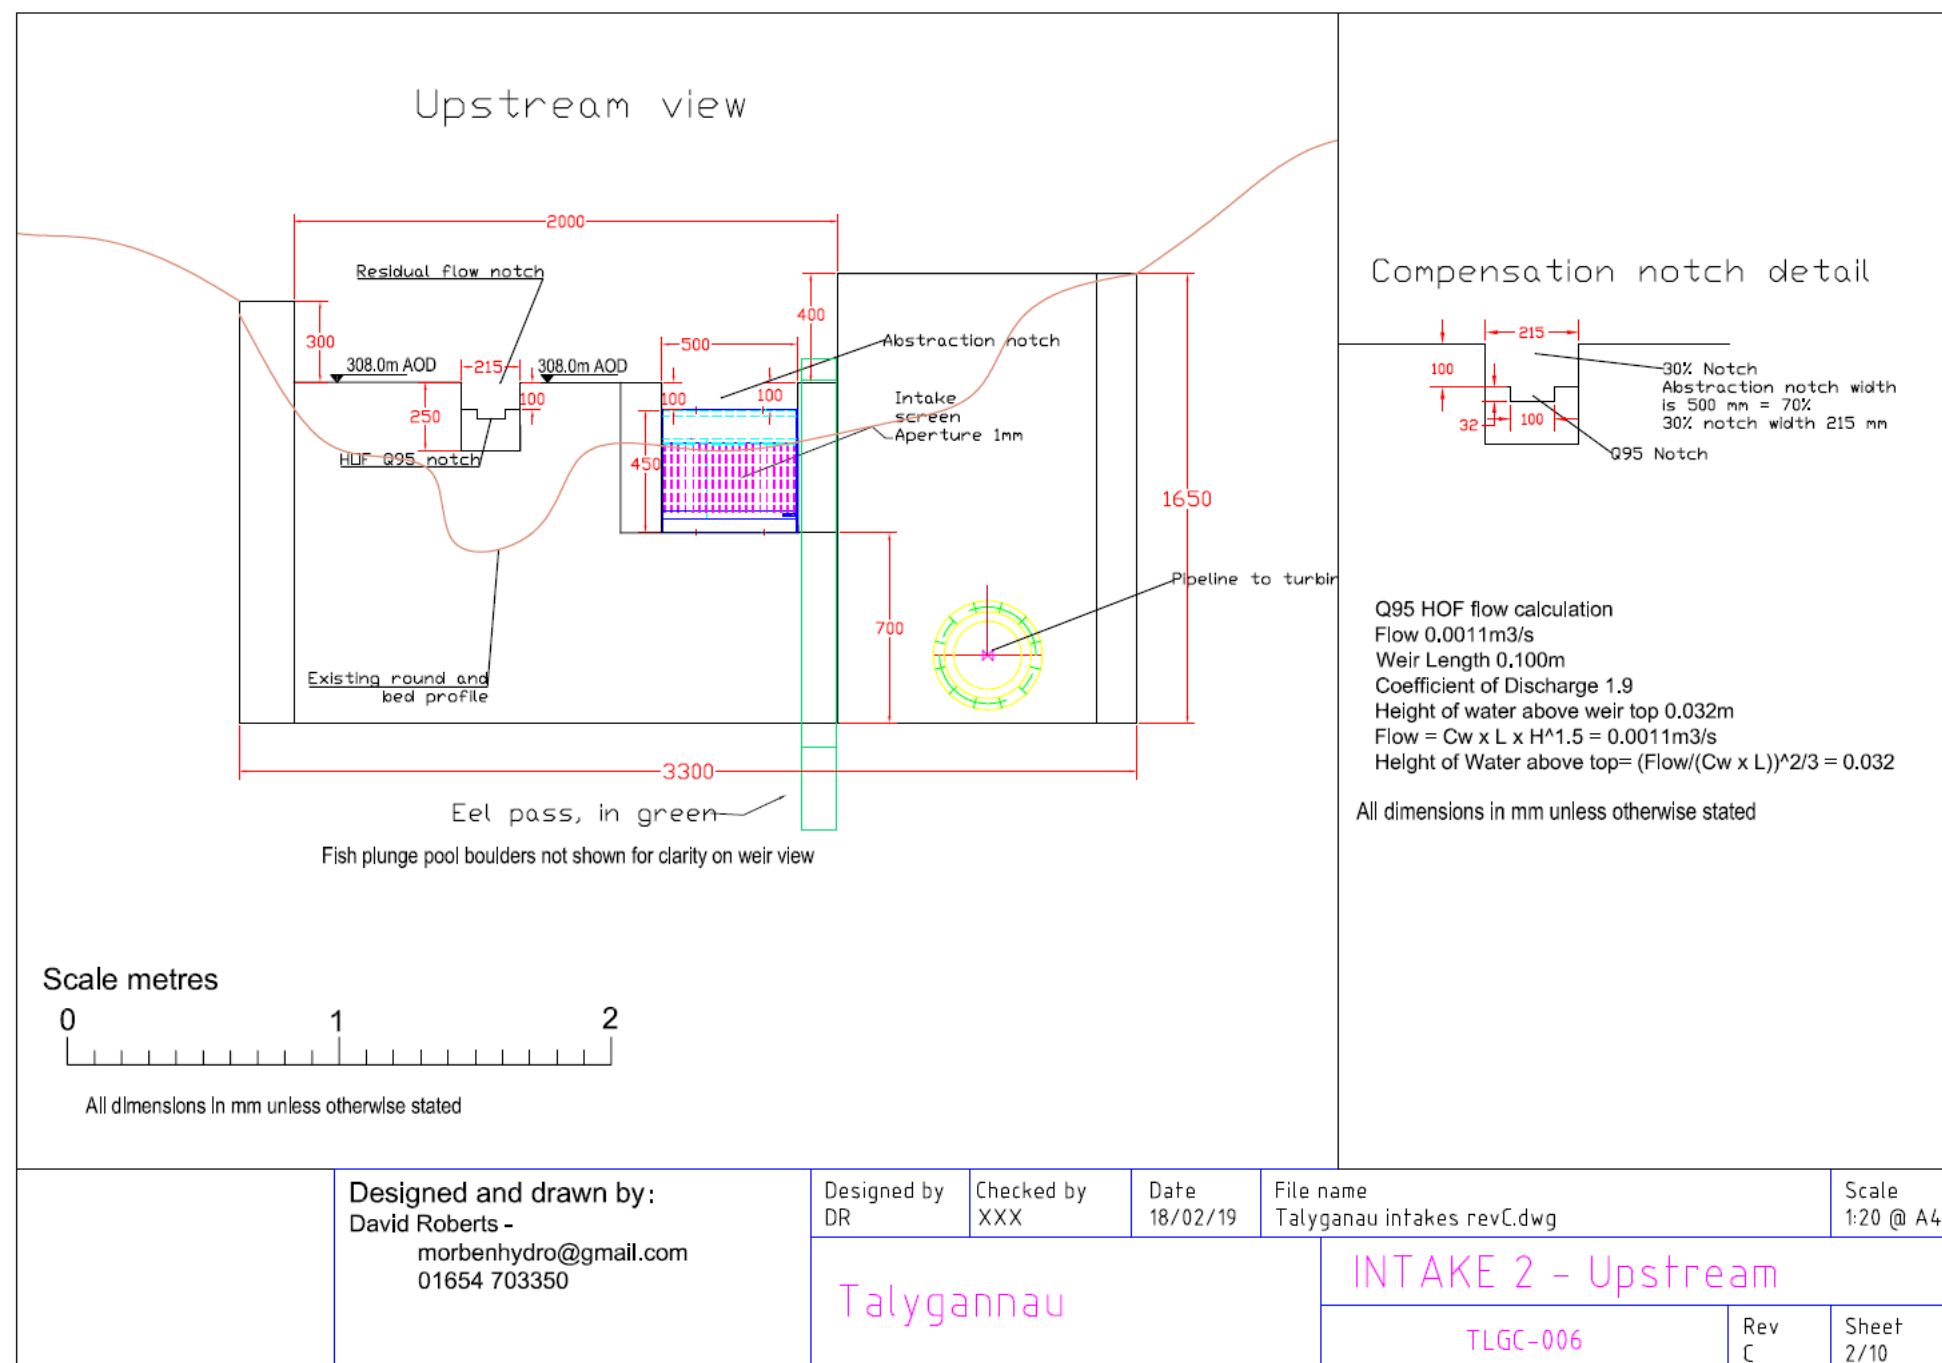 Upstream view
2000
Residual flow notch
300
308.0m AOD
215
308.0m AOD
500
400
Abstraction notch
250
100
100
100
Intake
screen
Aperture 1mm
HOF Q95 notch
450
1650
Pipeline to turbin
700
Existing round and
bed profile
3300
Eel pass, in green
Fish plunge pool boulders not shown for clarity on weir view
Compensation notch detail
215
100
30% Notch
Abstraction notch width
is 500 mm = 70%
30% notch width 215 mm
32
100
Q95 Notch
Q95 HOF flow calculation
Flow 0.0011m3/s
Weir Length 0.100m
Coefficient of Discharge 1.9
Height of water above weir top 0.032m
Flow = Cw x L x H^1.5 = 0.0011m3/s
Height of Water above top= (Flow/(Cw x L))^2/3 = 0.032
All dimensions in mm unless otherwise stated
Scale metres
0 1 2
All dimensions in mm unless otherwise stated
Designed and drawn by:
David Roberts -
morbenhydro@gmail.com
01654 703350
Designed by
DR
Checked by
XXX
Date
18/02/19
File name
Talyganau intakes revC.dwg
Scale
1:20 @ A4
Talygannau
INTAKE 2 - Upstream
TLGC-006
Rev
C
Sheet
2/10